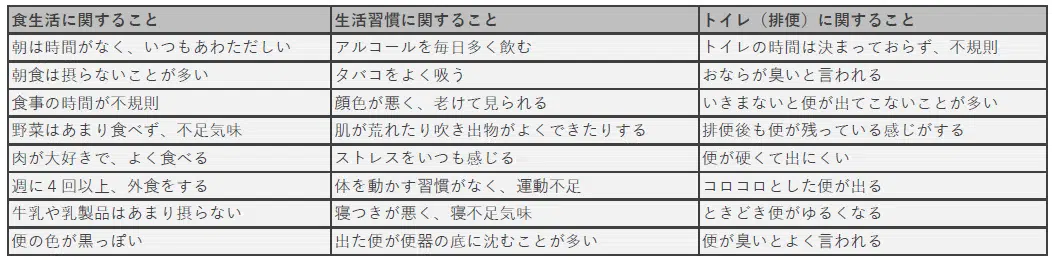 食生活に関すること 生活習慣に関すること トイレ（排便）に関すること
朝は時間がなく、いつもあわただしい アルコールを毎日多く飲む トイレの時間は決まっておらず、不規則
朝食は摂らないことが多い タバコをよく吸う おならが臭いと言われる
食事の時間が不規則 顔色が悪く、老けて見られる いきまないと便が出てこないことが多い
野菜はあまり食べず、不足気味 肌が荒れたり吹き出物がよくできたりする 排便後も便が残っている感じがする
肉が大好きで、よく食べる ストレスをいつも感じる 便が硬くて出にくい
週に４回以上、外食をする 体を動かす習慣がなく、運動不足 コロコロとした便が出る
牛乳や乳製品はあまり摂らない 寝つきが悪く、寝不足気味 ときどき便がゆるくなる
便の色が黒っぽい 出た便が便器の底に沈むことが多い 便が臭いとよく言われる